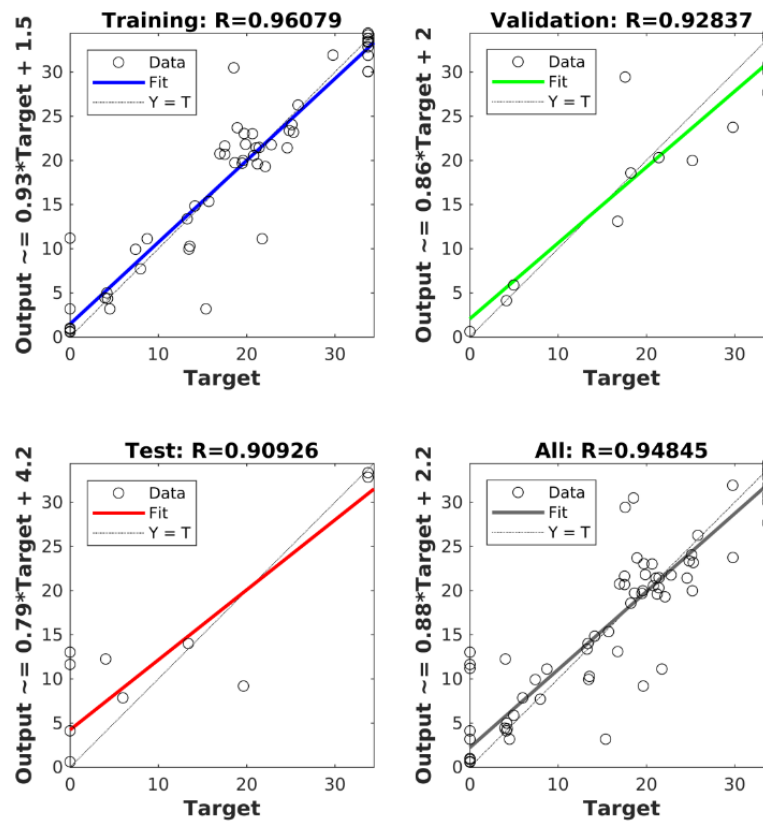 Training: R=0.96079
Output ~= 0.93*Target + 1.5
Data
Fit
Y = T
30
25
20
15
10
5
0
0 10 20 30
Target
Validation: R=0.92837
Output ~= 0.86*Target + 2
Data
Fit
Y = T
30
25
20
15
10
5
0
0 10 20 30
Target
Test: R=0.90926
Output ~= 0.79*Target + 4.2
Data
Fit
Y = T
30
25
20
15
10
5
0
0 10 20 30
Target
All: R=0.94845
Output ~= 0.88*Target + 2.2
Data
Fit
Y = T
30
25
20
15
10
5
0
0 10 20 30
Target